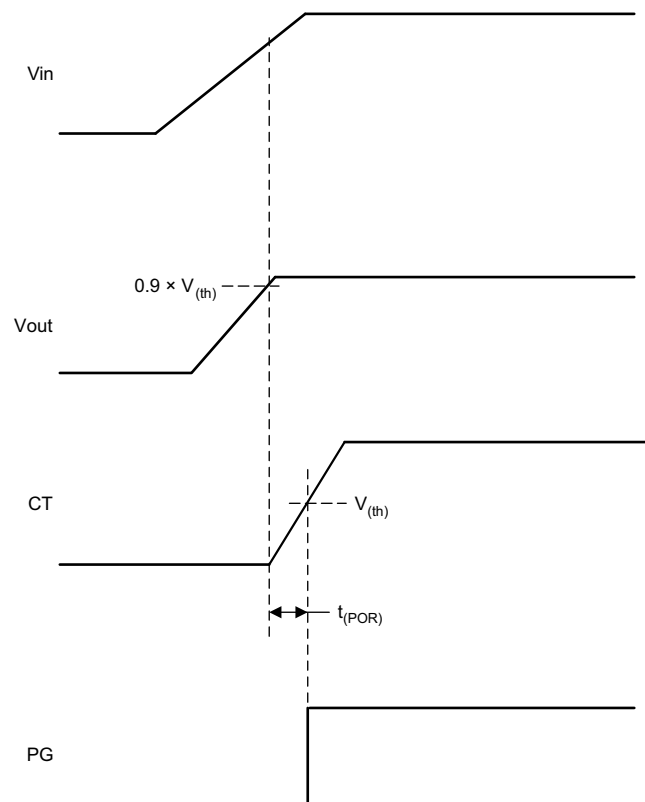 Vin
0.9 × V(th)
Vout
CT
V(th)
t(POR)
PG